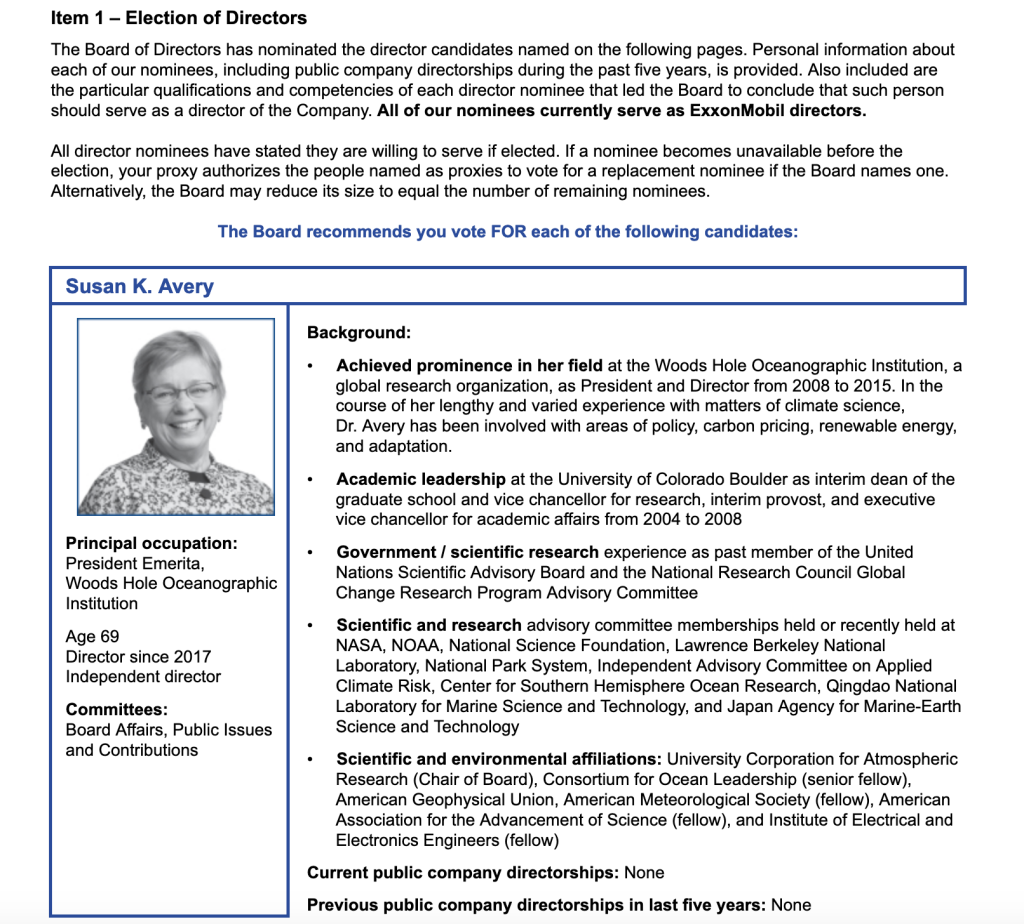 Item 1 – Election of Directors
The Board of Directors has nominated the director candidates named on the following pages. Personal information about
each of our nominees, including public company directorships during the past five years, is provided. Also included are
the particular qualifications and competencies of each director nominee that led the Board to conclude that such person
should serve as a director of the Company. All of our nominees currently serve as ExxonMobil directors.
All director nominees have stated they are willing to serve if elected. If a nominee becomes unavailable before the
election, your proxy authorizes the people named as proxies to vote for a replacement nominee if the Board names one.
Alternatively, the Board may reduce its size to equal the number of remaining nominees.
The Board recommends you vote FOR each of the following candidates:
Susan K. Avery
Principal occupation:
President Emerita,
Woods Hole Oceanographic
Institution
Age 69
Director since 2017
Independent director
Committees:
Board Affairs, Public Issues
and Contributions
Background:
• Achieved prominence in her field at the Woods Hole Oceanographic Institution, a
global research organization, as President and Director from 2008 to 2015. In the
course of her lengthy and varied experience with matters of climate science,
Dr. Avery has been involved with areas of policy, carbon pricing, renewable energy,
and adaptation.
• Academic leadership at the University of Colorado Boulder as interim dean of the
graduate school and vice chancellor for research, interim provost, and executive
vice chancellor for academic affairs from 2004 to 2008
• Government / scientific research experience as past member of the United
Nations Scientific Advisory Board and the National Research Council Global
Change Research Program Advisory Committee
• Scientific and research advisory committee memberships held or recently held at
NASA, NOAA, National Science Foundation, Lawrence Berkeley National
Laboratory, National Park System, Independent Advisory Committee on Applied
Climate Risk, Center for Southern Hemisphere Ocean Research, Qingdao National
Laboratory for Marine Science and Technology, and Japan Agency for Marine-Earth
Science and Technology
• Scientific and environmental affiliations: University Corporation for Atmospheric
Research (Chair of Board), Consortium for Ocean Leadership (senior fellow),
American Geophysical Union, American Meteorological Society (fellow), American
Association for the Advancement of Science (fellow), and Institute of Electrical and
Electronics Engineers (fellow)
Current public company directorships: None
Previous public company directorships in last five years: None